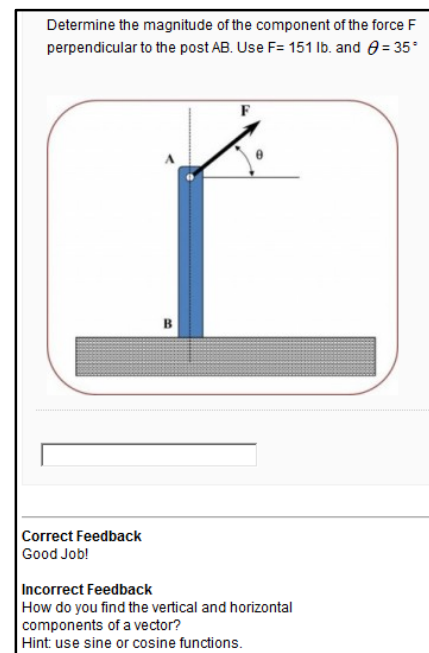 Determine the magnitude of the component of the force F
perpendicular to the post AB. Use F= 151 lb. and θ = 35°
F
A
θ
B
Correct Feedback
Good Job!
Incorrect Feedback
How do you find the vertical and horizontal
components of a vector?
Hint: use sine or cosine functions.